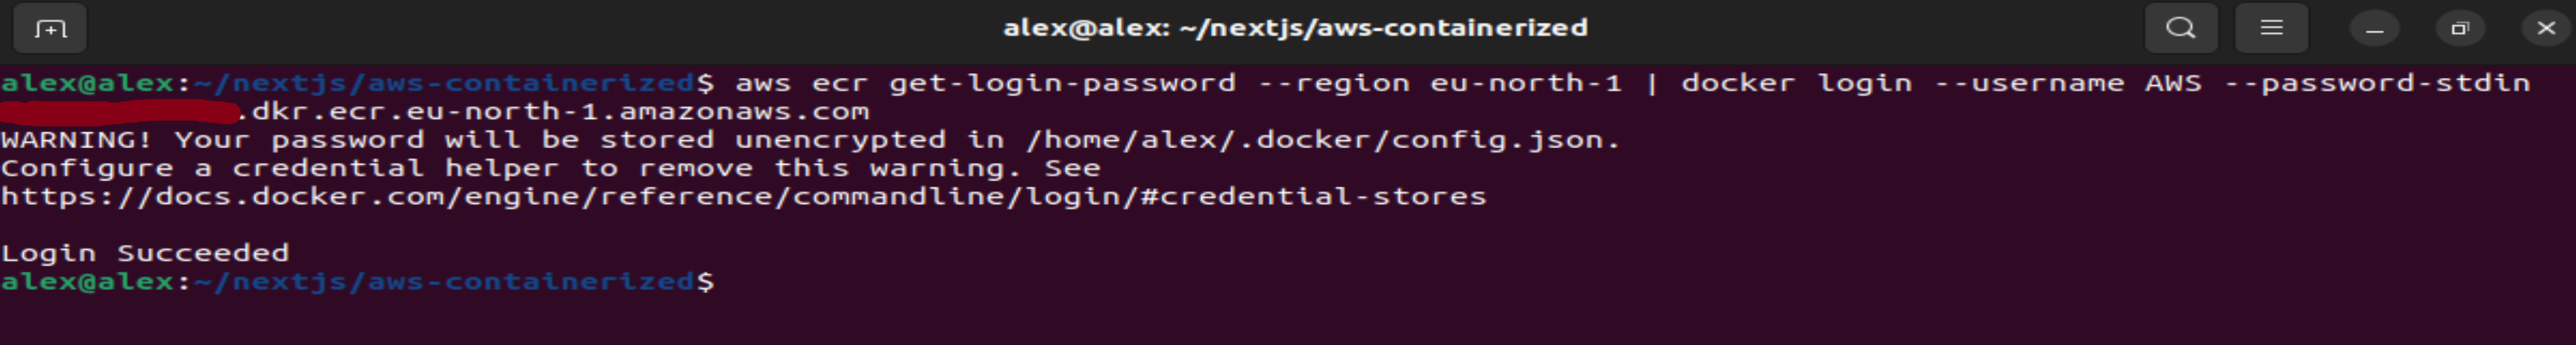 alex@alex: ~/nextjs/aws-containerized
alex@alex:~/nextjs/aws-containerized$ aws ecr get-login-password --region eu-north-1 | docker login --username AWS --password-stdin
.dkr.ecr.eu-north-1.amazonaws.com
WARNING! Your password will be stored unencrypted in /home/alex/.docker/config.json.
Configure a credential helper to remove this warning. See
https://docs.docker.com/engine/reference/commandline/login/#credential-stores
Login Succeeded
alex@alex:~/nextjs/aws-containerized$